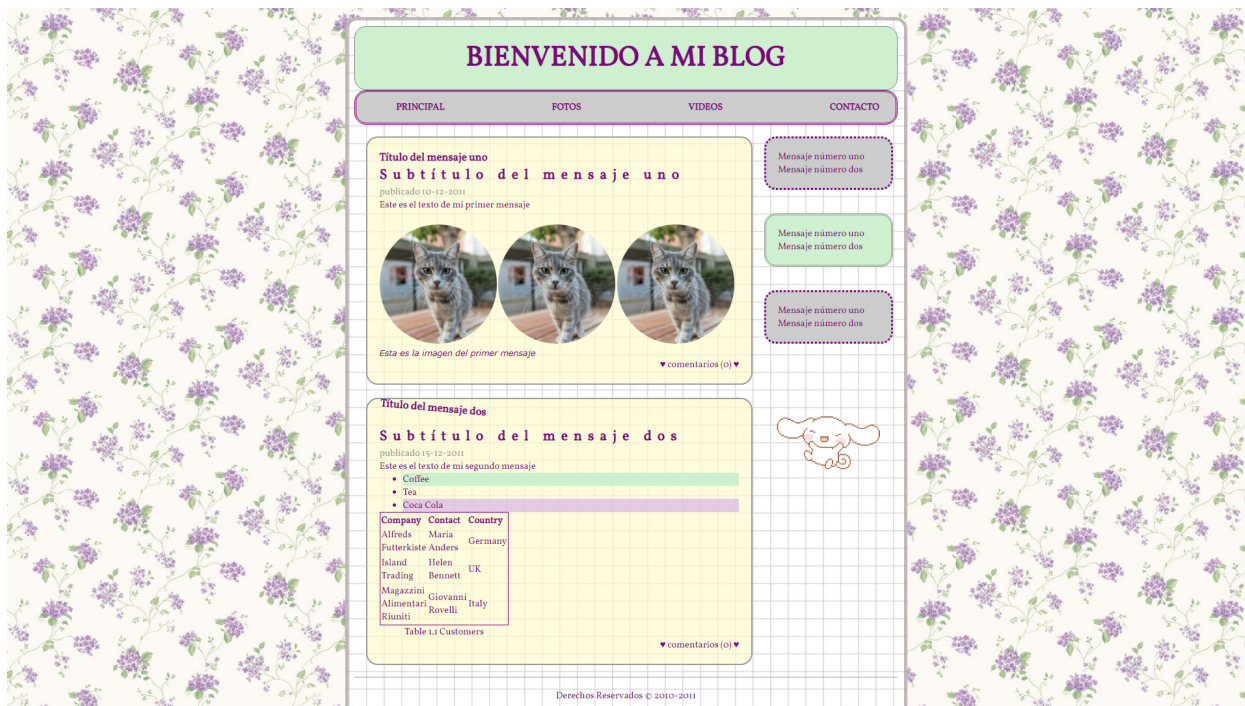 BIENVENIDO A MI BLOG
PRINCIPAL FOTOS VIDEOS CONTACTO
Título del mensaje uno
Subtítulo del mensaje uno
publicado 10-12-2011
Este es el texto de mi primer mensaje
Esta es la imagen del primer mensaje
♥ comentarios (0) ♥
Título del mensaje dos
Subtítulo del mensaje dos
publicado 15-12-2011
Este es el texto de mi segundo mensaje
• Coffee
• Tea
• Coca Cola
Company Contact Country
Alfreds Futterkiste Maria Anders Germany
Island Trading Helen Bennett UK
Magazzini Alimentari Riuniti Giovanni Rovelli Italy
Table 1.1 Customers
♥ comentarios (0) ♥
Mensaje número uno
Mensaje número dos
Mensaje número uno
Mensaje número dos
Mensaje número uno
Mensaje número dos
Derechos Reservados © 2010-2011